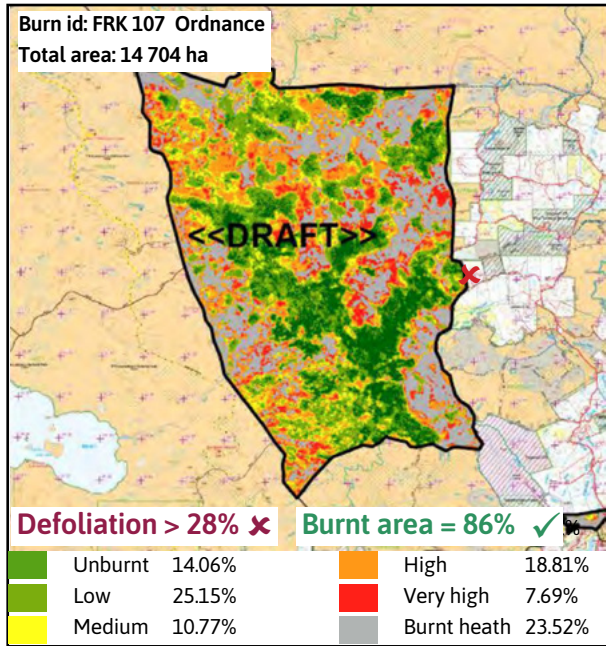 Burn id: FRK 107 Ordnance
Total area: 14 704 ha
<<DRAFT>>
Defoliation > 28% ✘ Burnt area = 86% ✓
Unburnt 14.06% High 18.81%
Low 25.15% Very high 7.69%
Medium 10.77% Burnt heath 23.52%